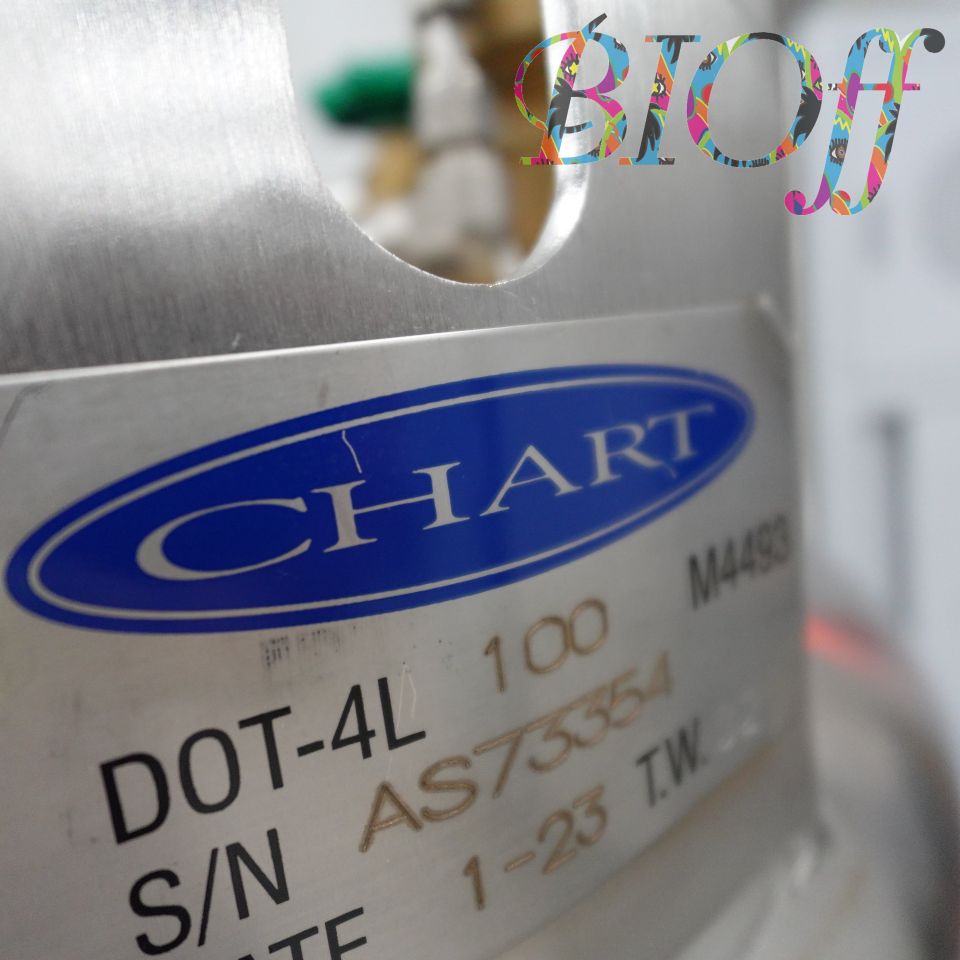 BIOff
CHART
DOT-4L 100 M4493
S/N AS73354
1-23 T.W.